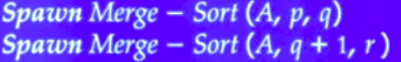 Spawn Merge – Sort (A, p, q)
Spawn Merge – Sort (A, q + 1, r)